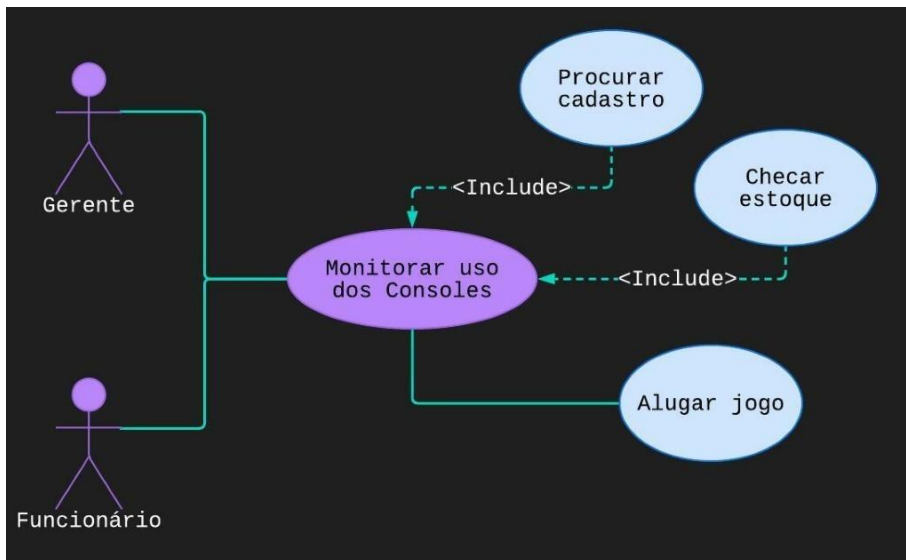 Procurar
cadastro
Gerente
<Include>
Checar
estoque
Monitorar uso
dos Consoles
<Include>
Alugar jogo
Funcionário